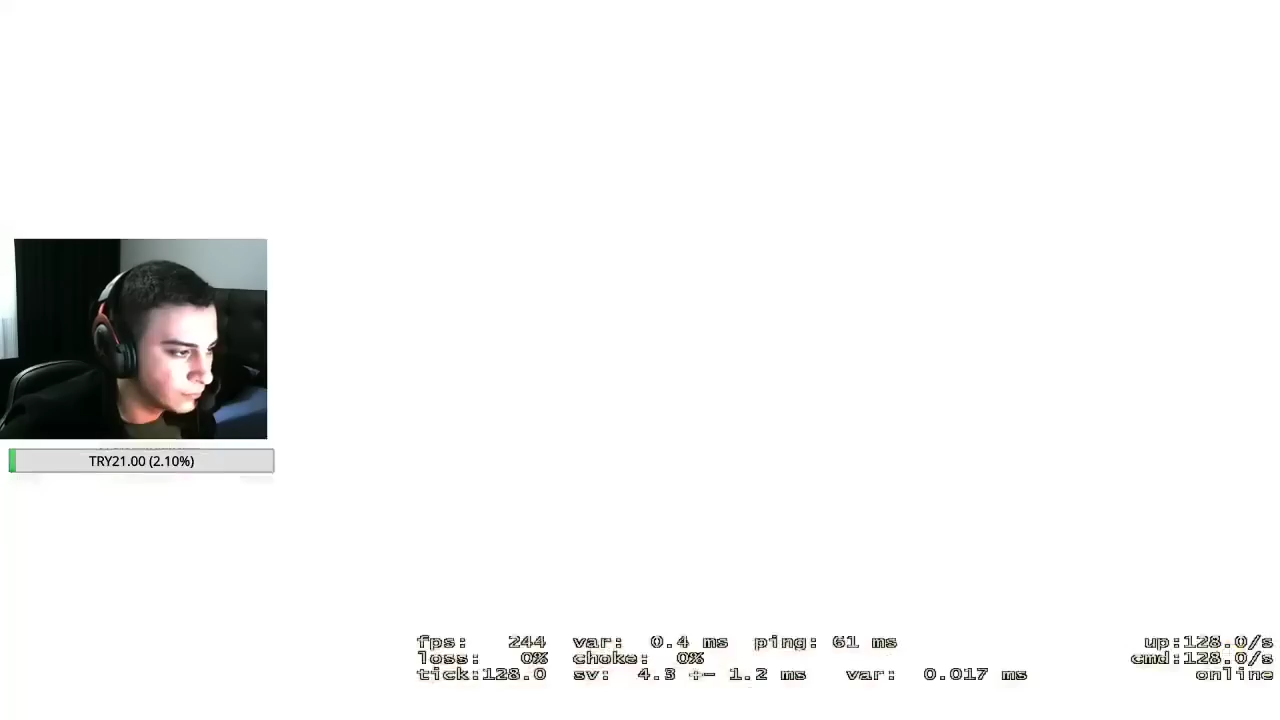 TRY21.00 (2.10%)
fps: 244 var: 0.4 ms ping: 61 ms up:128.0/s
loss: 0% choke: 0% cmd:128.0/s
tick:128.0 sv: 4.3 +- 1.2 ms var: 0.017 ms online